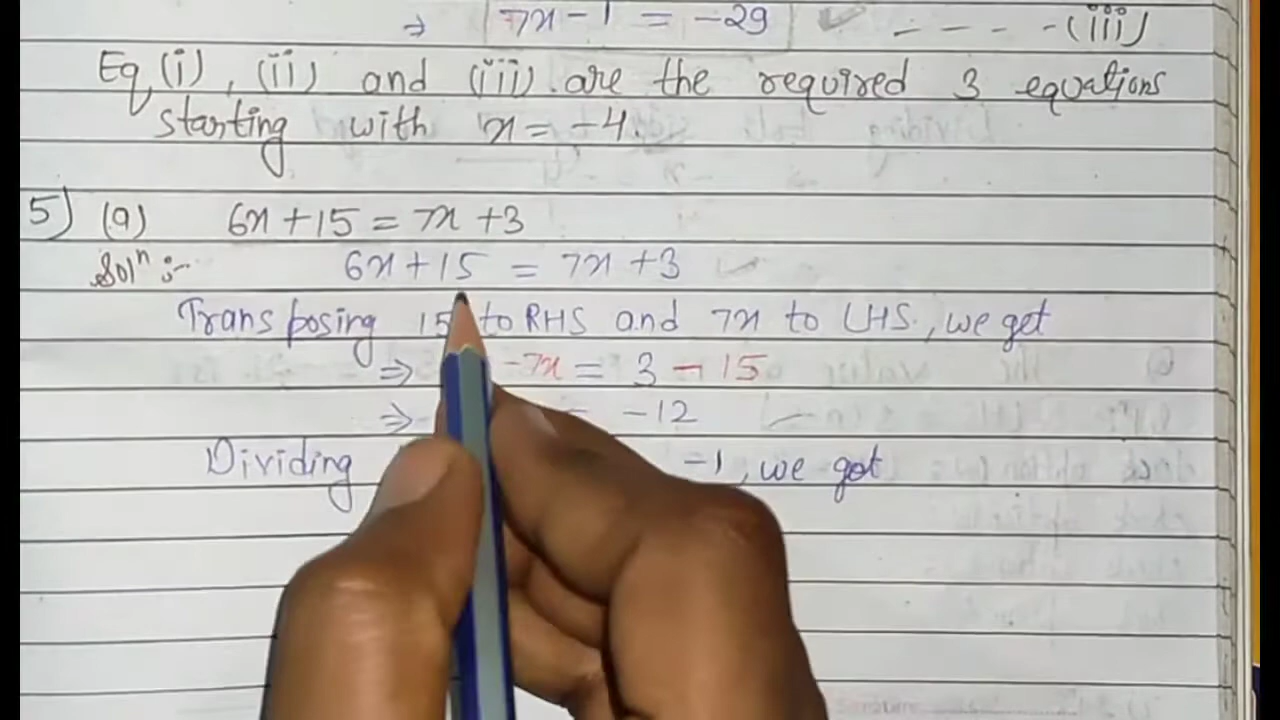 ⇒ 7x - 1 = -29 - - - - (iii)
Eq (i), (ii) and (iii) are the required 3 equations
starting with x = -4.
5) (a) 6x + 15 = 7x + 3
Solⁿ :- 6x + 15 = 7x + 3
Transposing 15 to RHS and 7x to LHS, we get
⇒ -7x = 3 - 15
⇒ = -12
Dividing -1, we get